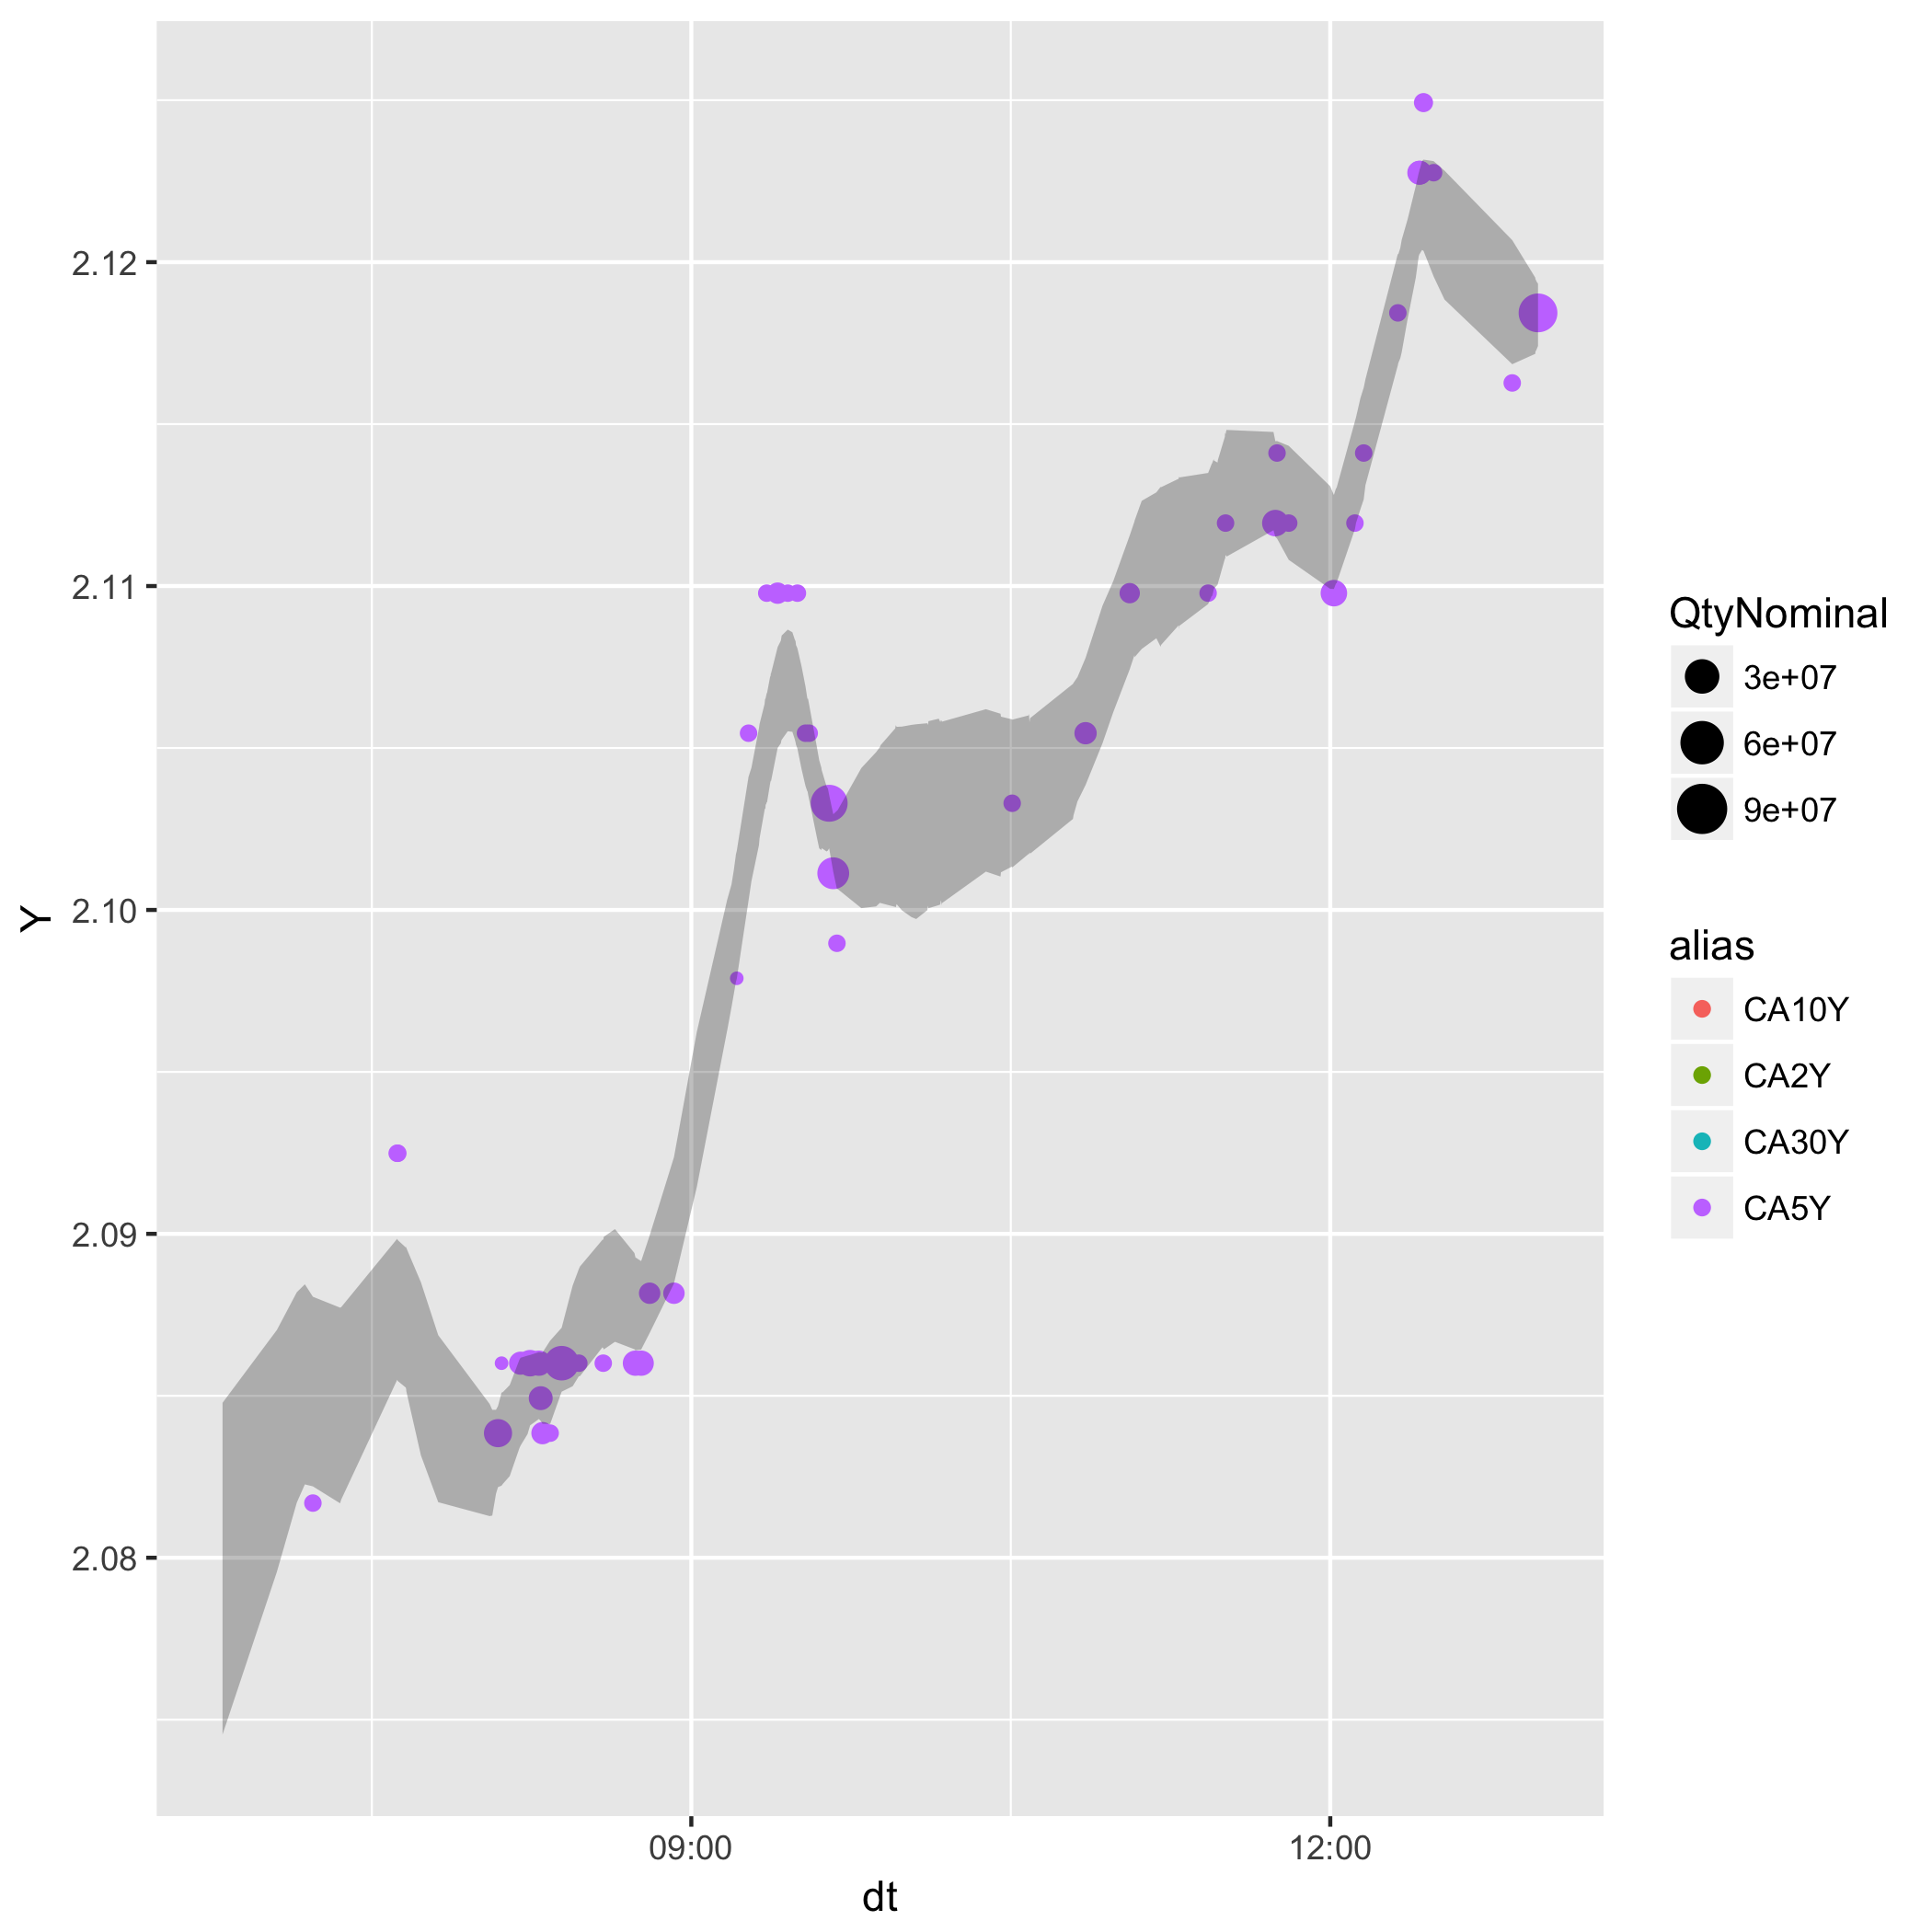 2.12
2.11
2.10
2.09
2.08
Y
09:00
12:00
dt
QtyNominal
3e+07
6e+07
9e+07
alias
CA10Y
CA2Y
CA30Y
CA5Y